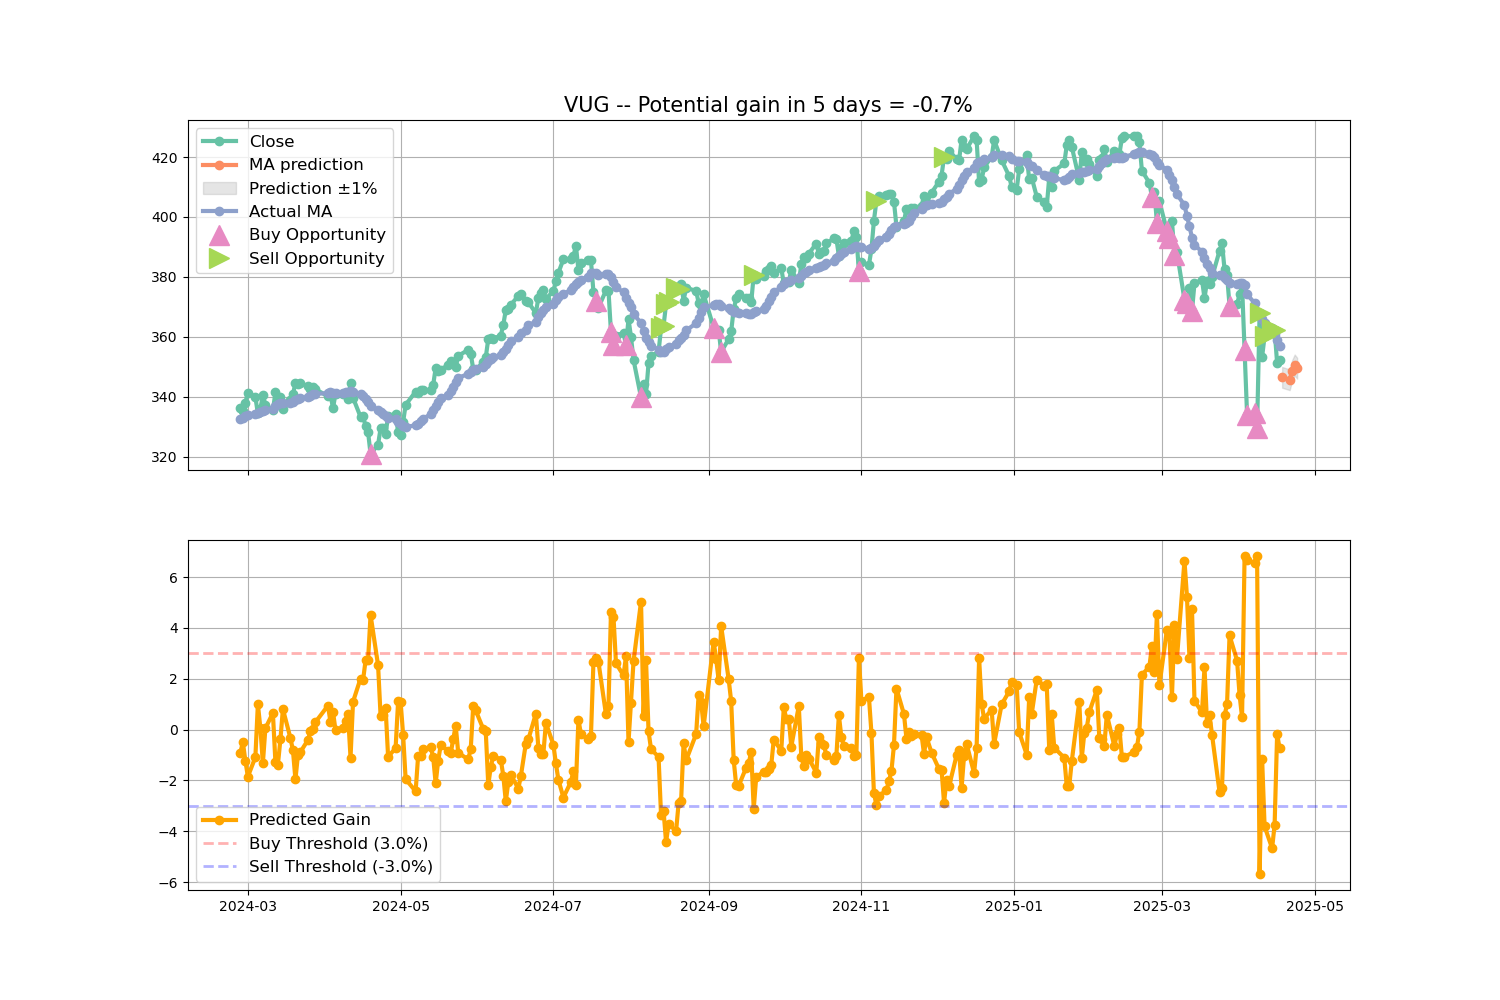 VUG -- Potential gain in 5 days = -0.7%
Close
MA prediction
Prediction ±1%
Actual MA
Buy Opportunity
Sell Opportunity
420
400
380
360
340
320
6
4
2
0
−2
−4
−6
Predicted Gain
Buy Threshold (3.0%)
Sell Threshold (-3.0%)
2024-03 2024-05 2024-07 2024-09 2024-11 2025-01 2025-03 2025-05